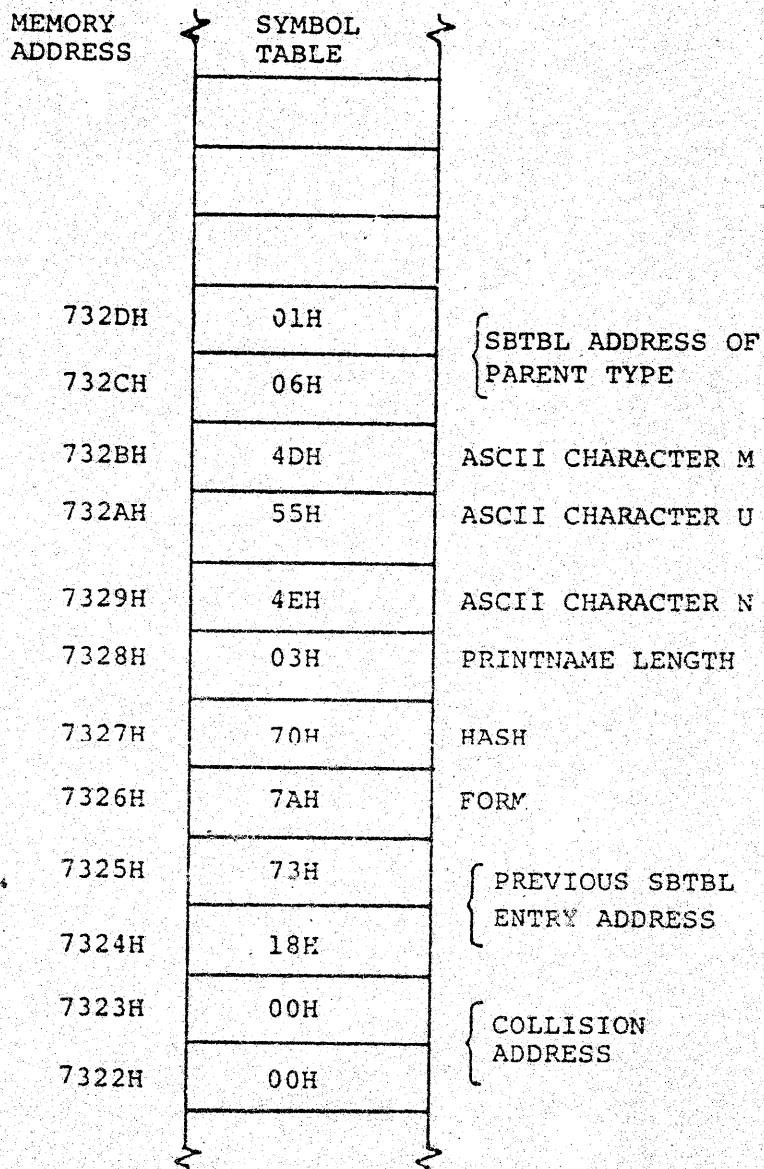 MEMORY ADDRESS
SYMBOL TABLE
732DH 01H
SBTBL ADDRESS OF
PARENT TYPE
732CH 06H
732BH 4DH ASCII CHARACTER M
732AH 55H ASCII CHARACTER U
7329H 4EH ASCII CHARACTER N
7328H 03H PRINTNAME LENGTH
7327H 70H HASH
7326H 7AH FORM
7325H 73H
PREVIOUS SBTBL
ENTRY ADDRESS
7324H 18H
7323H 00H
COLLISION
ADDRESS
7322H 00H